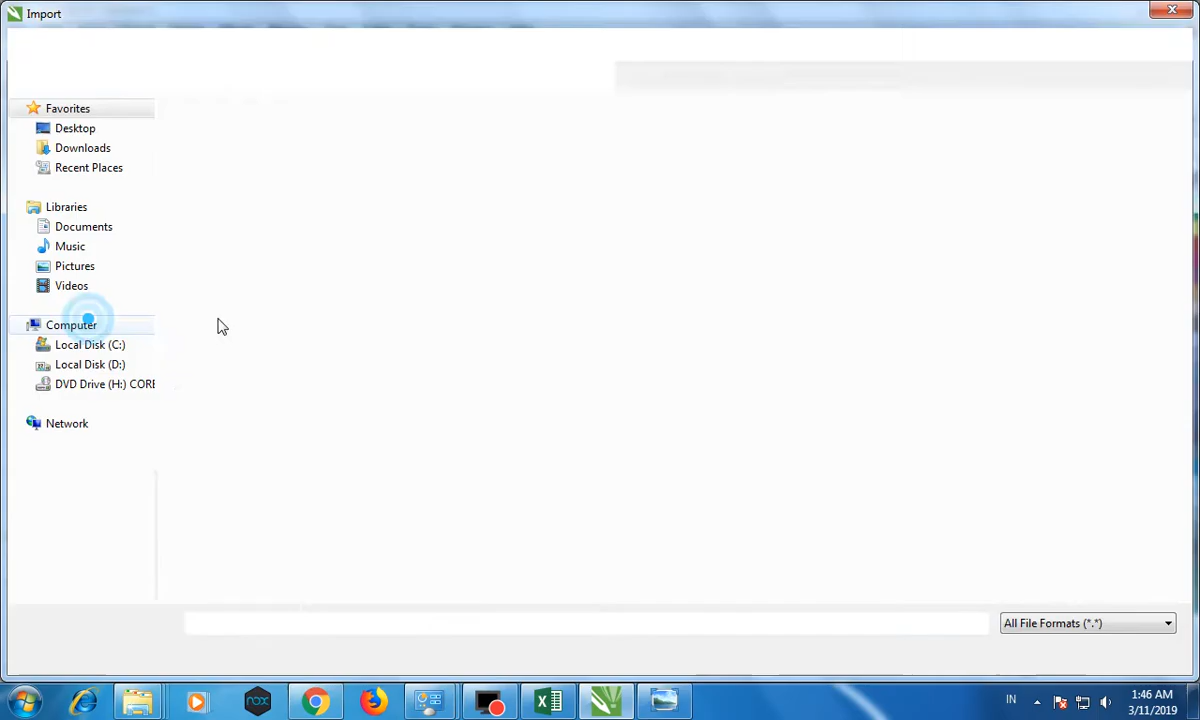 Import
Favorites
Desktop
Downloads
Recent Places
Libraries
Documents
Music
Pictures
Videos
Computer
Local Disk (C:)
Local Disk (D:)
DVD Drive (H:) CORE
Network
All File Formats (*.*)
nox
IN
1:46 AM
3/11/2019